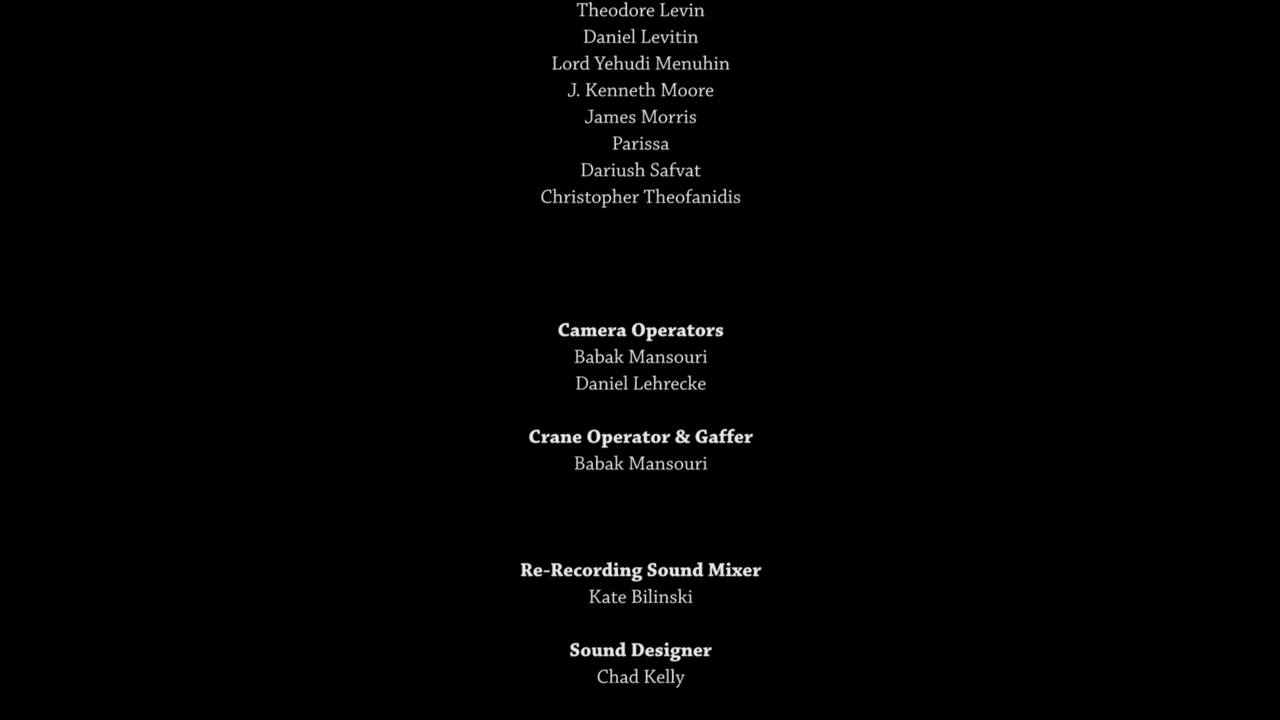 Theodore Levin
Daniel Levitin
Lord Yehudi Menuhin
J. Kenneth Moore
James Morris
Parissa
Dariush Safvat
Christopher Theofanidis
Camera Operators
Babak Mansouri
Daniel Lehrecke
Crane Operator & Gaffer
Babak Mansouri
Re-Recording Sound Mixer
Kate Bilinski
Sound Designer
Chad Kelly